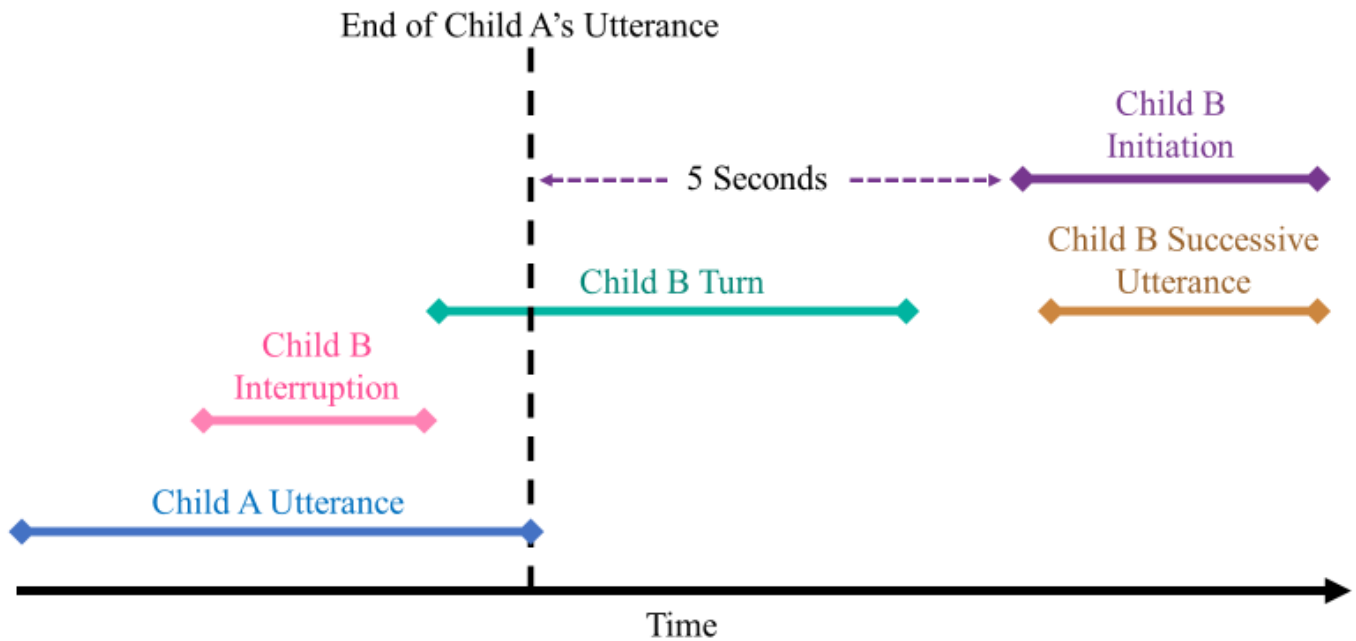 End of Child A’s Utterance
Child B
Initiation
5 Seconds
Child B Successive
Utterance
Child B Turn
Child B
Interruption
Child A Utterance
Time